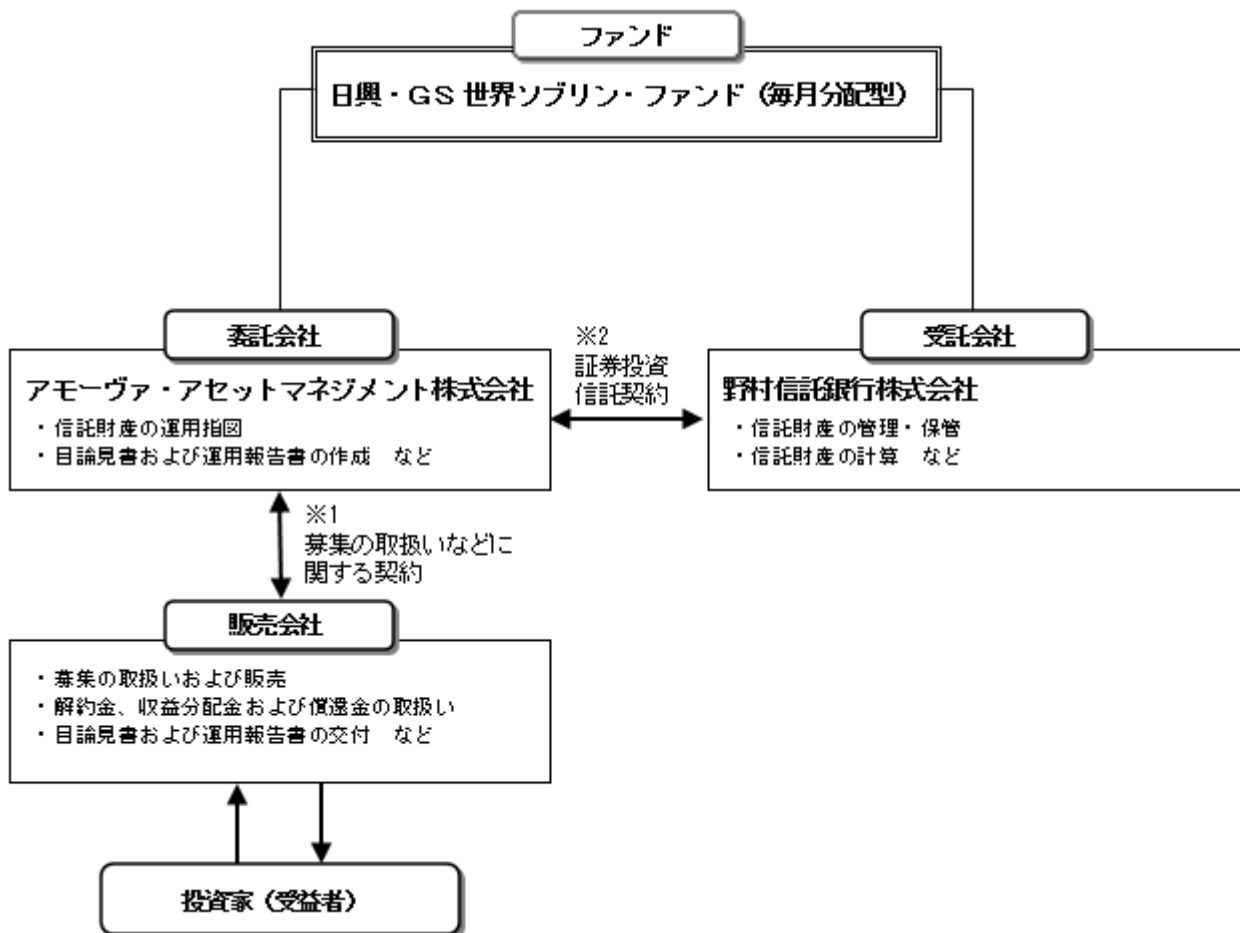 ファンド
日興・GS 世界ソブリン・ファンド（毎月分配型）
委託会社
アモーヴァ・アセットマネジメント株式会社
・信託財産の運用指図
・目論見書および運用報告書の作成　など
※2
証券投資
信託契約
受託会社
野村信託銀行株式会社
・信託財産の管理・保管
・信託財産の計算　など
※1
募集の取扱いなどに
関する契約
販売会社
・募集の取扱いおよび販売
・解約金、収益分配金および償還金の取扱い
・目論見書および運用報告書の交付　など
投資家（受益者）